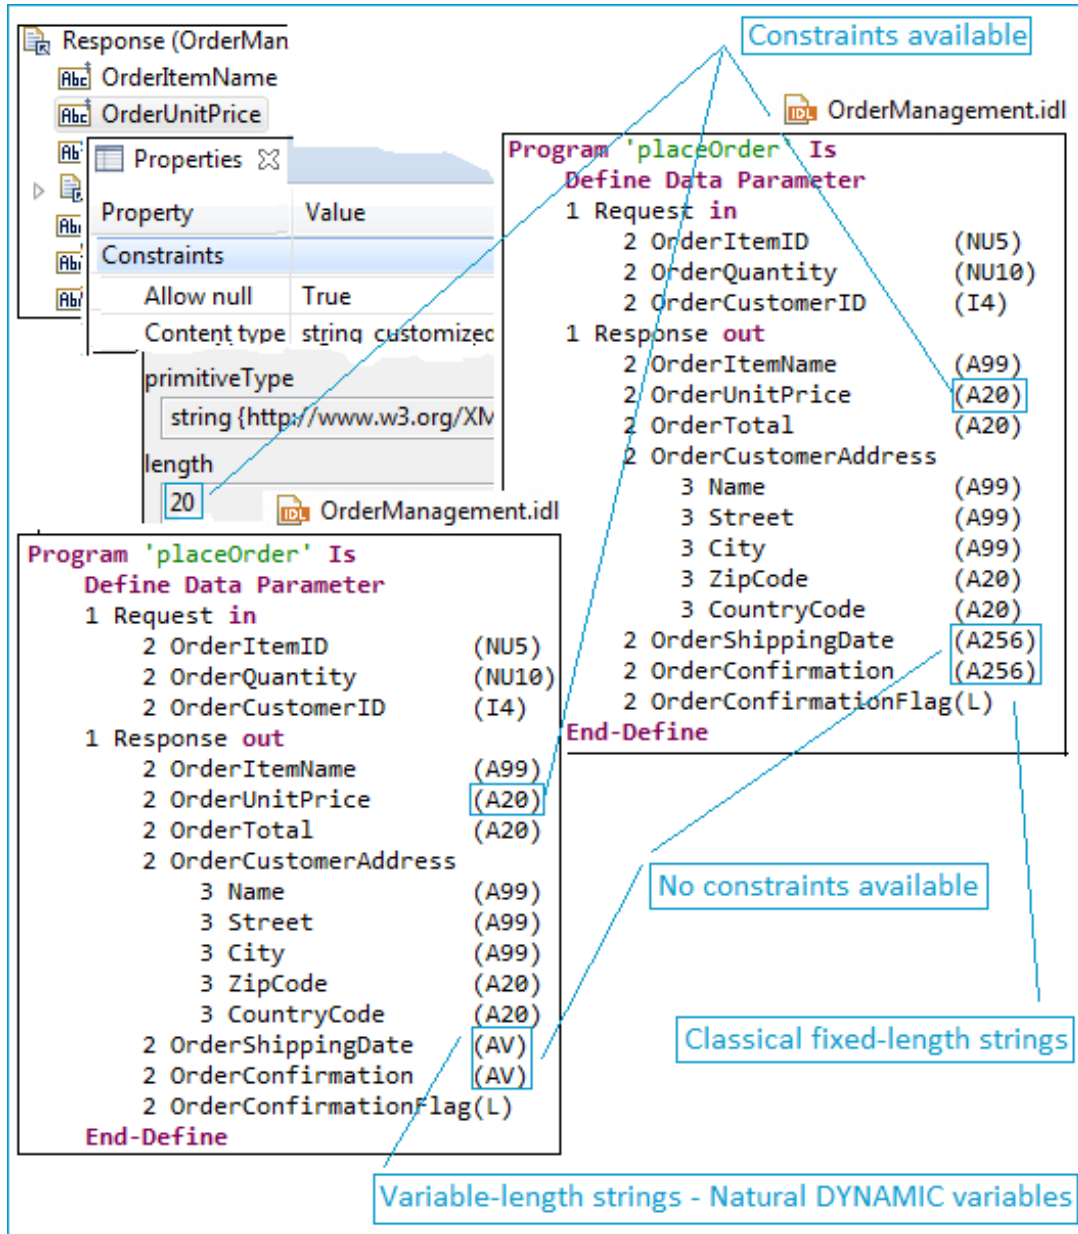 Response (OrderMan
OrderItemName
OrderUnitPrice
Properties
Property Value
Constraints
Allow null True
Content type string customized
primitiveType
string {http://www.w3.org/XM
length
20
Constraints available
OrderManagement.idl
Program 'placeOrder' Is
Define Data Parameter
1 Request in
2 OrderItemID (NU5)
2 OrderQuantity (NU10)
2 OrderCustomerID (I4)
1 Response out
2 OrderItemName (A99)
2 OrderUnitPrice (A20)
2 OrderTotal (A20)
2 OrderCustomerAddress
3 Name (A99)
3 Street (A99)
3 City (A99)
3 ZipCode (A20)
3 CountryCode (A20)
2 OrderShippingDate (A256)
2 OrderConfirmation (A256)
2 OrderConfirmationFlag(L)
End-Define
OrderManagement.idl
Program 'placeOrder' Is
Define Data Parameter
1 Request in
2 OrderItemID (NU5)
2 OrderQuantity (NU10)
2 OrderCustomerID (I4)
1 Response out
2 OrderItemName (A99)
2 OrderUnitPrice (A20)
2 OrderTotal (A20)
2 OrderCustomerAddress
3 Name (A99)
3 Street (A99)
3 City (A99)
3 ZipCode (A20)
3 CountryCode (A20)
2 OrderShippingDate (AV)
2 OrderConfirmation (AV)
2 OrderConfirmationFlag(L)
End-Define
No constraints available
Classical fixed-length strings
Variable-length strings - Natural DYNAMIC variables